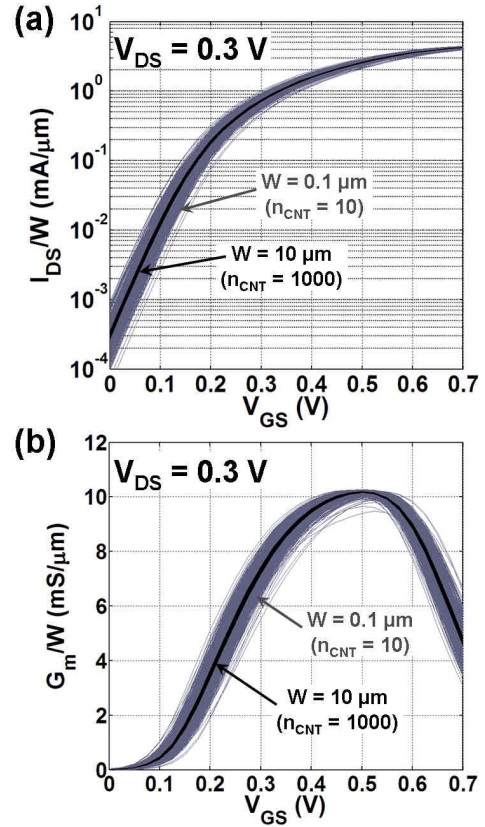 (a)
V_DS = 0.3 V
I_DS/W (mA/μm)
10^1
10^0
10^-1
10^-2
10^-3
10^-4
W = 0.1 μm
(n_CNT = 10)
W = 10 μm
(n_CNT = 1000)
0 0.1 0.2 0.3 0.4 0.5 0.6 0.7
V_GS (V)
(b)
V_DS = 0.3 V
G_m/W (mS/μm)
12
10
8
6
4
2
0
W = 0.1 μm
(n_CNT = 10)
W = 10 μm
(n_CNT = 1000)
0 0.1 0.2 0.3 0.4 0.5 0.6 0.7
V_GS (V)